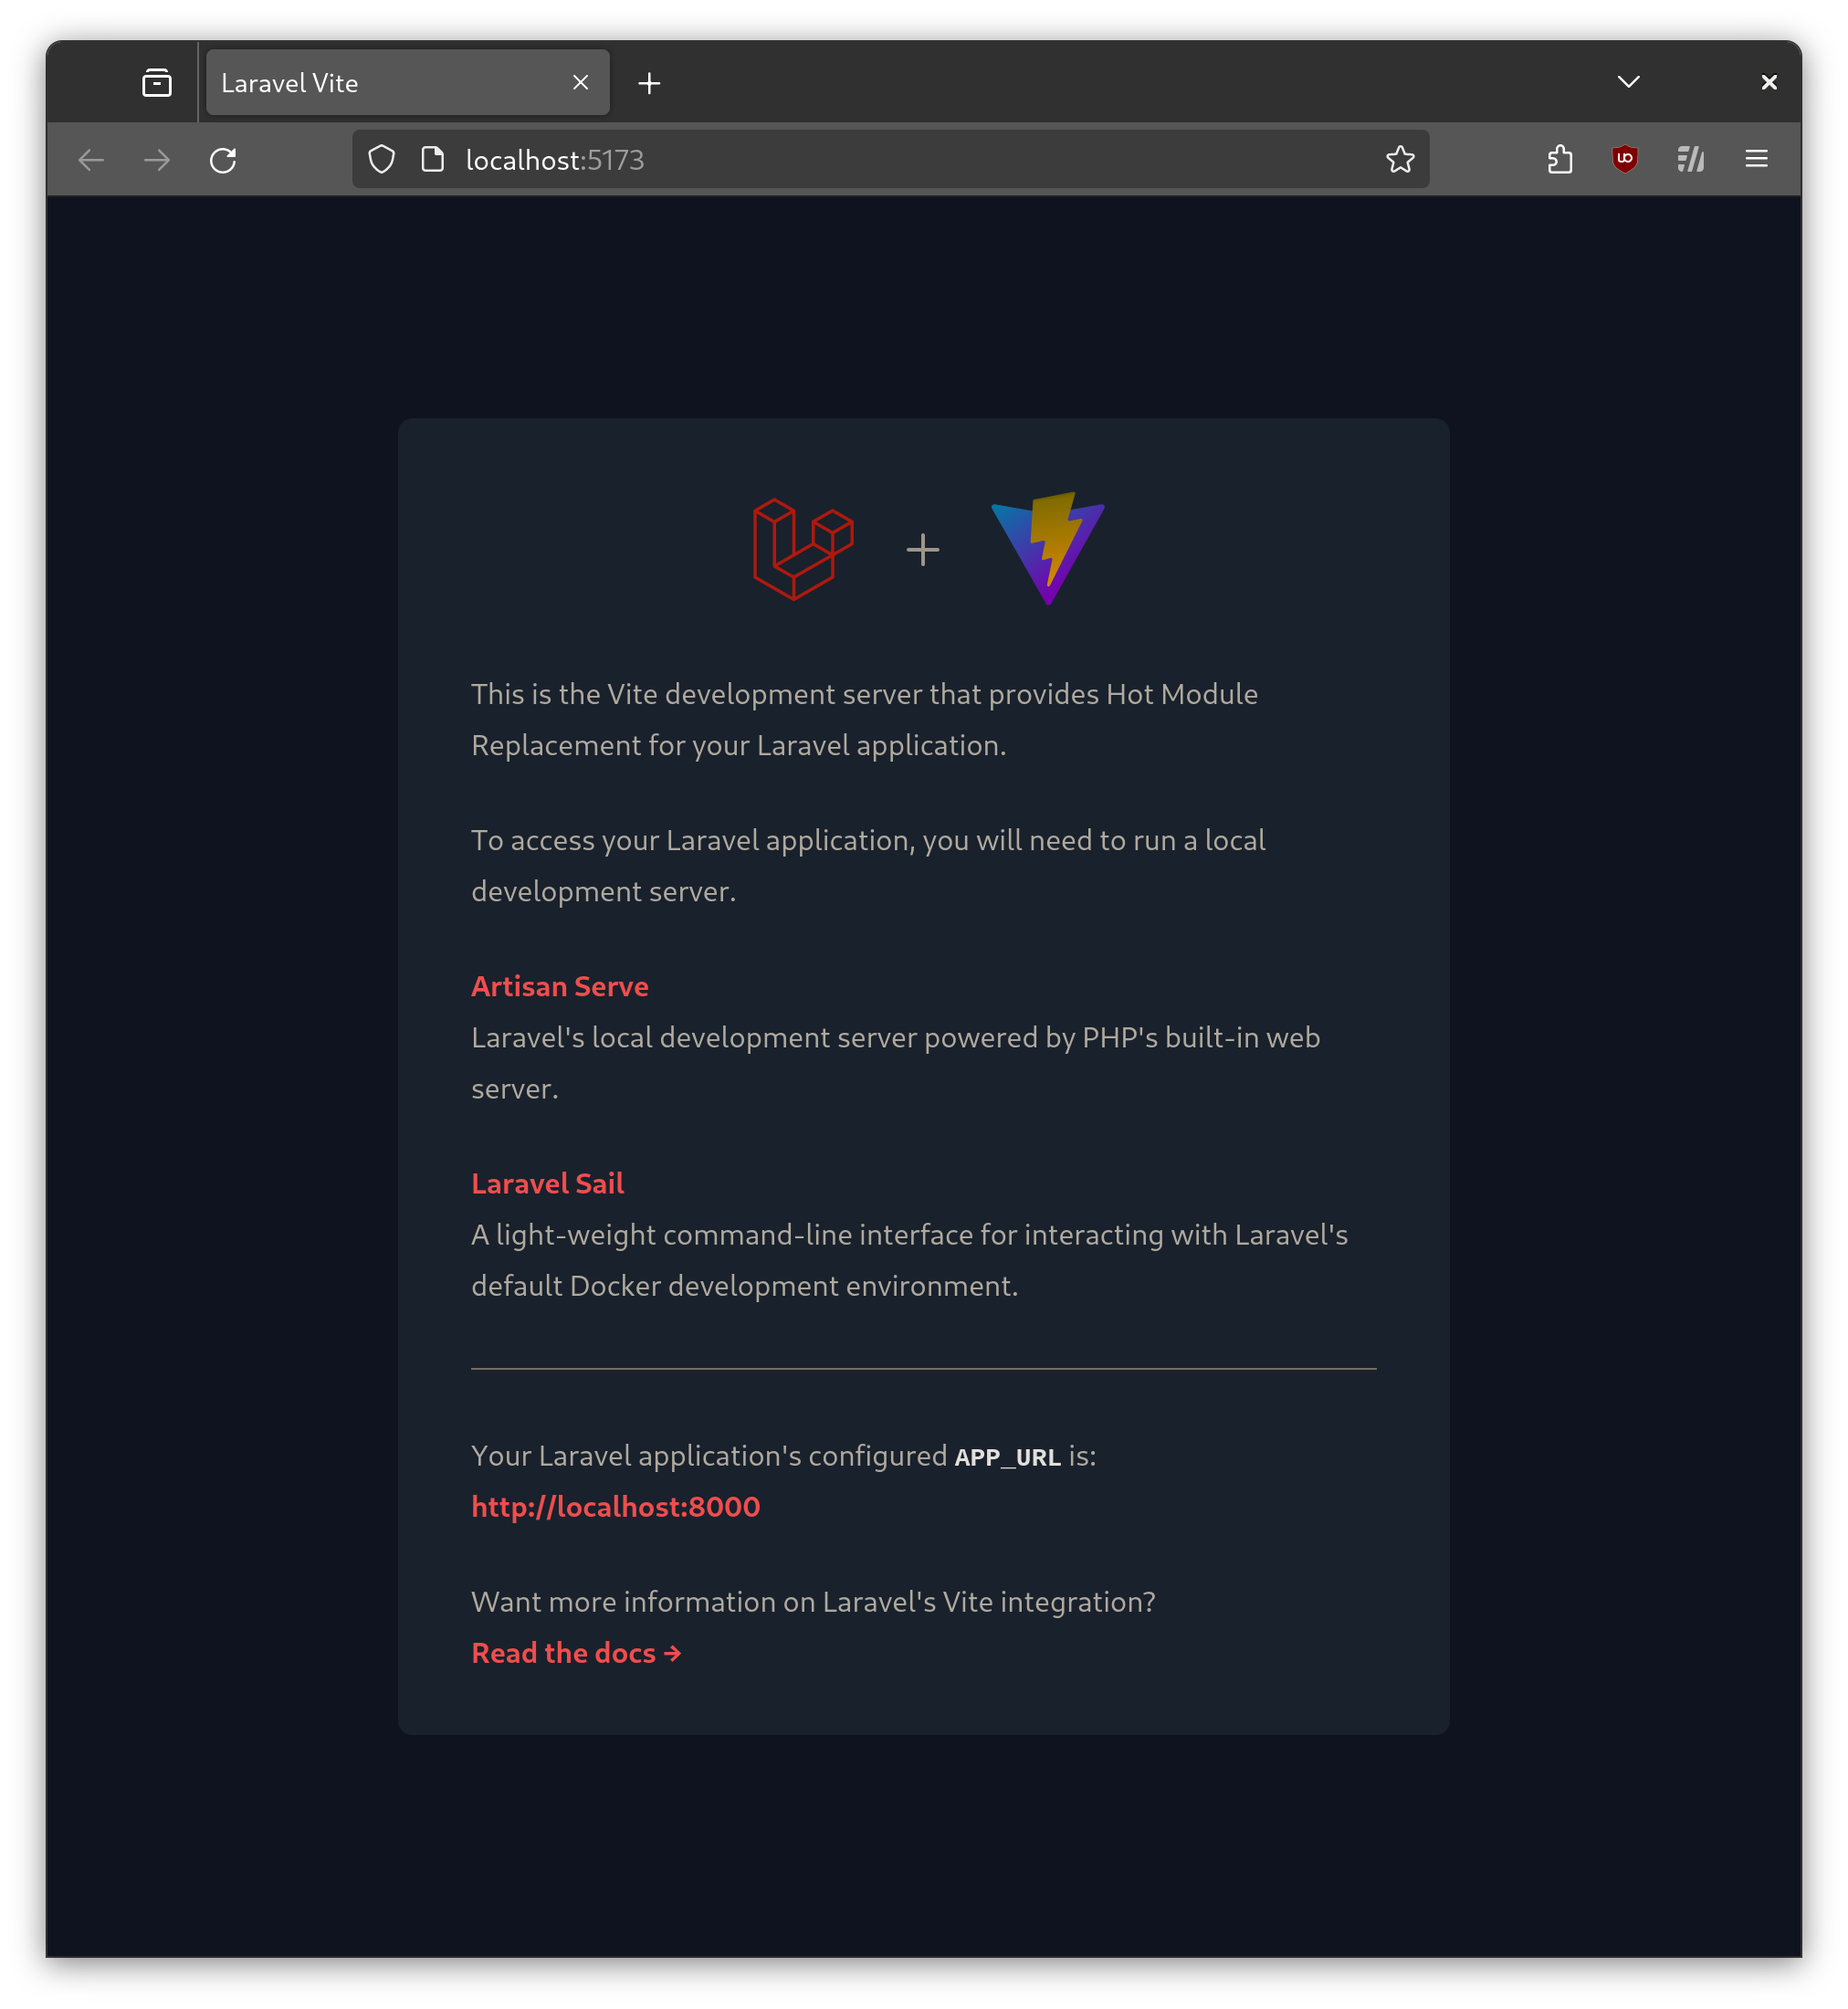 Laravel Vite
localhost:5173
This is the Vite development server that provides Hot Module
Replacement for your Laravel application.
To access your Laravel application, you will need to run a local
development server.
Artisan Serve
Laravel's local development server powered by PHP's built-in web
server.
Laravel Sail
A light-weight command-line interface for interacting with Laravel's
default Docker development environment.
Your Laravel application's configured APP_URL is:
http://localhost:8000
Want more information on Laravel's Vite integration?
Read the docs →